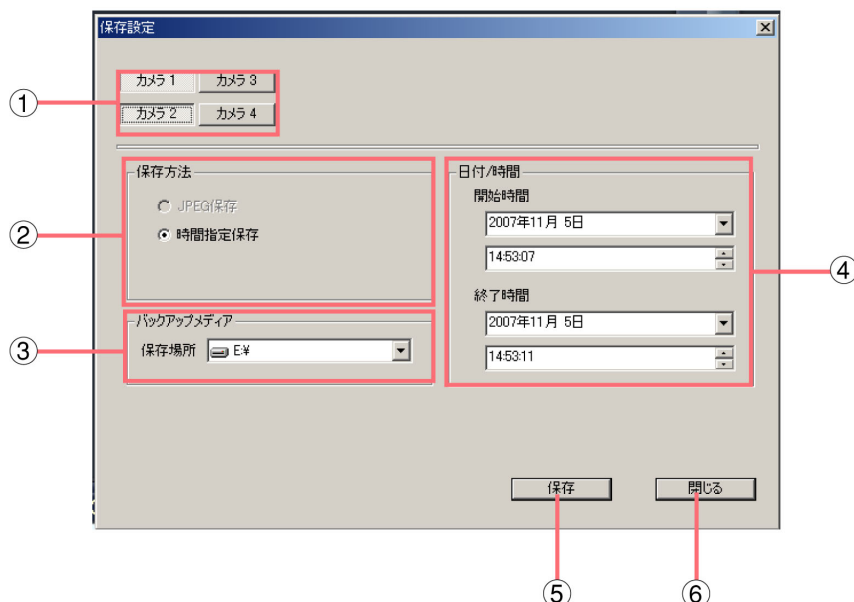 保存設定
カメラ 1
カメラ 3
①
カメラ 2
カメラ 4
保存方法
JPEG保存
②
時間指定保存
バックアップメディア
③
保存場所
E:¥
日付/時間
開始時間
2007年11月 5日
14:53:07
④
終了時間
2007年11月 5日
14:53:11
保存
閉じる
⑤
⑥